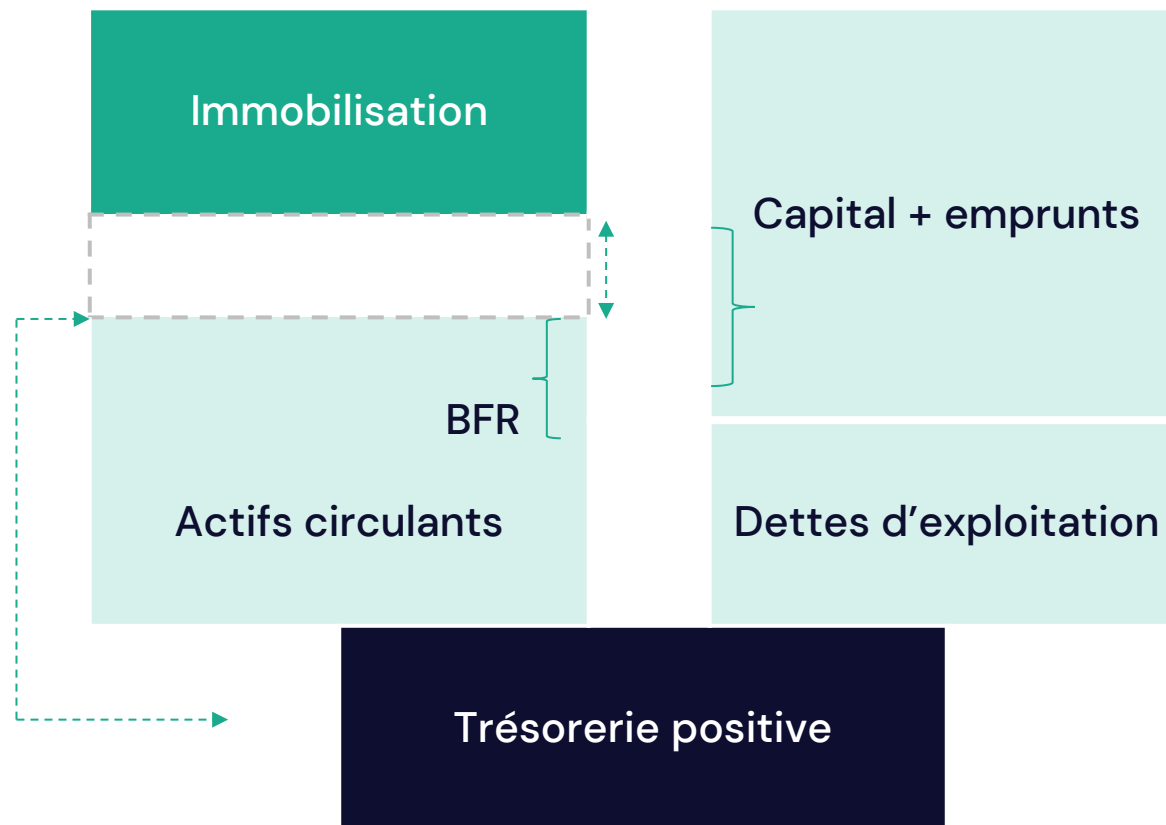 Immobilisation
Capital + emprunts
BFR
Actifs circulants
Dettes d’exploitation
Trésorerie positive